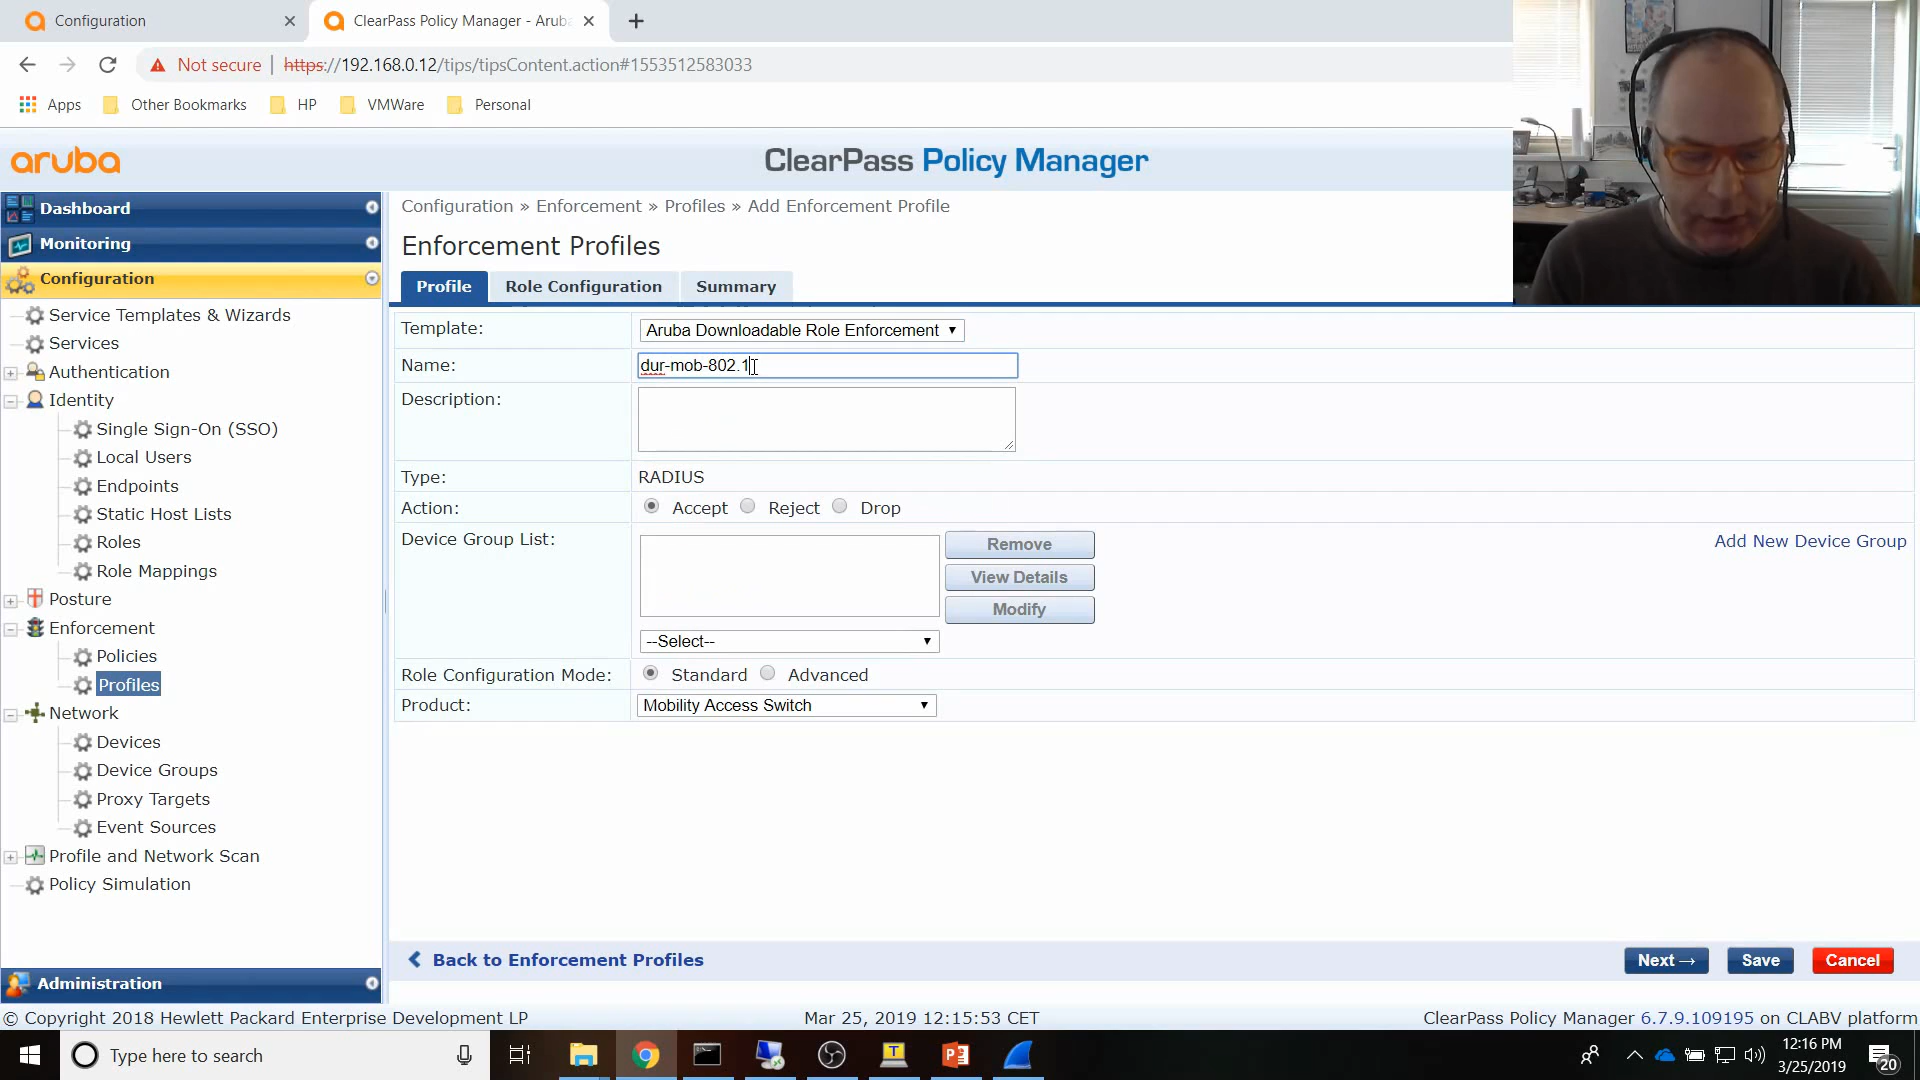 Configuration
ClearPass Policy Manager - Aruba
Not secure | https://192.168.0.12/tips/tipsContent.action#1553512583033
Apps Other Bookmarks HP VMWare Personal
aruba
ClearPass Policy Manager
Dashboard
Monitoring
Configuration
Service Templates & Wizards
Services
Authentication
Identity
Single Sign-On (SSO)
Local Users
Endpoints
Static Host Lists
Roles
Role Mappings
Posture
Enforcement
Policies
Profiles
Network
Devices
Device Groups
Proxy Targets
Event Sources
Profile and Network Scan
Policy Simulation
Administration
Configuration » Enforcement » Profiles » Add Enforcement Profile
Enforcement Profiles
Profile Role Configuration Summary
Template: Aruba Downloadable Role Enforcement
Name: dur-mob-802.1
Description:
Type: RADIUS
Action: Accept Reject Drop
Device Group List: Remove Add New Device Group
View Details
Modify
--Select--
Role Configuration Mode: Standard Advanced
Product: Mobility Access Switch
Back to Enforcement Profiles Next → Save Cancel
© Copyright 2018 Hewlett Packard Enterprise Development LP Mar 25, 2019 12:15:53 CET ClearPass Policy Manager 6.7.9.109195 on CLABV platform
Type here to search
12:16 PM
3/25/2019
20